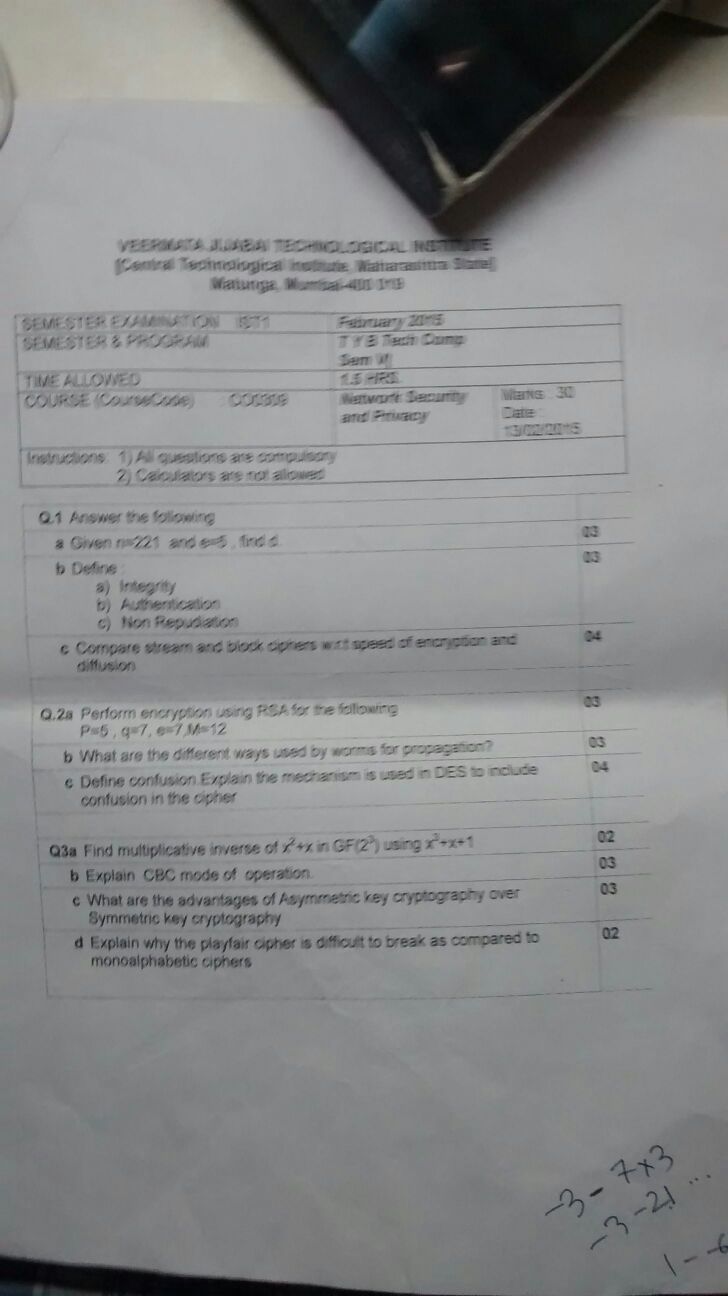 VEERMATA JIJABAI TECHNOLOGICAL INSTITUTE
[Central Technological Institute, Maharashtra State]
Matunga, Mumbai-400 019
SEMESTER EXAMINATION IST1 February 2015
SEMESTER & PROGRAM T Y B Tech Comp
Sem VI
TIME ALLOWED 1.5 HRS.
COURSE (CourseCode) : CO0309 Network Security Marks : 30
and Privacy Date :
13/02/2015
Instructions: 1) All questions are compulsory
2) Calculators are not allowed
Q.1 Answer the following
a Given n=221 and e=5 , find d. 03
b Define : 03
a) Integrity
b) Authentication
c) Non Repudiation
c Compare stream and block ciphers w.r.t speed of encryption and 04
diffusion
Q.2a Perform encryption using RSA for the following 03
P=5 , q=7, e=7,M=12
b What are the different ways used by worms for propagation? 03
c Define confusion.Explain the mechanism is used in DES to include 04
confusion in the cipher
Q3a Find multiplicative inverse of x²+x in GF(2³) using x³+x+1 02
b Explain CBC mode of operation. 03
c What are the advantages of Asymmetric key cryptography over 03
Symmetric key cryptography
d Explain why the playfair cipher is difficult to break as compared to 02
monoalphabetic ciphers
-3 - 7x3
-3 -21 ...
1 - -6